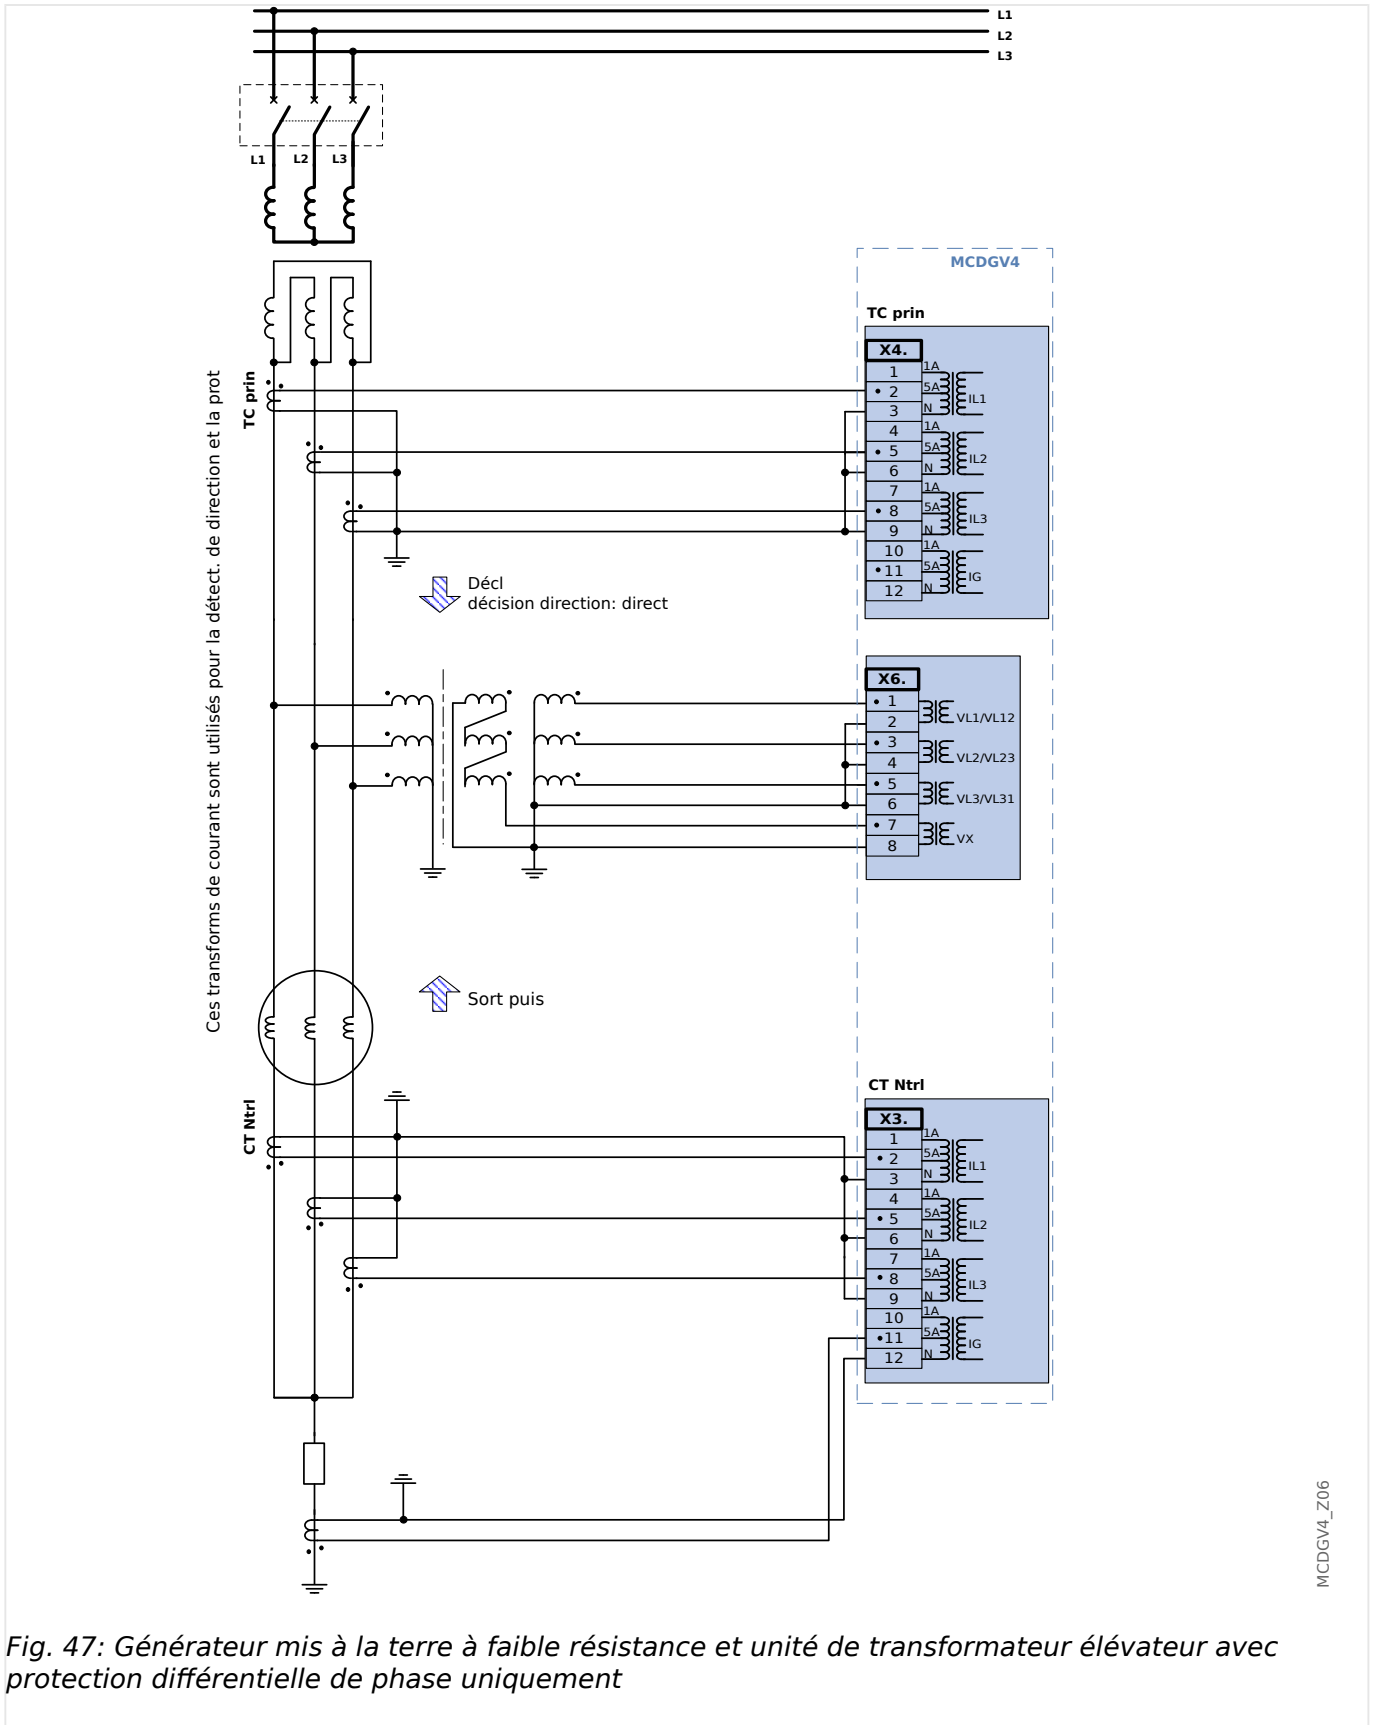 L1
L2
L3
L1
L2
L3
MCDGV4
TC prin
X4.
1
1A
2
5A
IL1
3
N
4
1A
5
5A
IL2
6
N
7
1A
8
5A
IL3
9
N
10
1A
11
5A
IG
12
N
TC prin
Ces transforms de courant sont utilisés pour la détect. de direction et la prot
Décl
décision direction: direct
X6.
1
VL1/VL12
2
3
VL2/VL23
4
5
VL3/VL31
6
7
VX
8
Sort puis
CT Ntrl
CT Ntrl
X3.
1
1A
2
5A
IL1
3
N
4
1A
5
5A
IL2
6
N
7
1A
8
5A
IL3
9
N
10
1A
11
5A
IG
12
N
MCDGV4_Z06
Fig. 47: Générateur mis à la terre à faible résistance et unité de transformateur élévateur avec
protection différentielle de phase uniquement